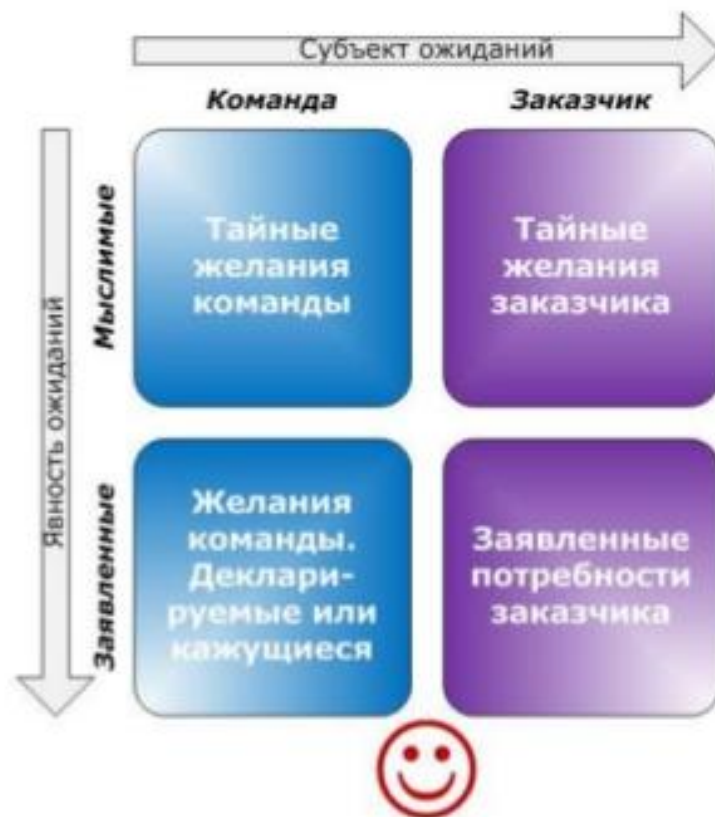 Субъект ожиданий
Команда
Заказчик
Явность ожиданий
Мыслимые
Тайные
желания
команды
Тайные
желания
заказчика
Заявленные
Желания
команды.
Деклари-
руемые или
кажущиеся
Заявленные
потребности
заказчика